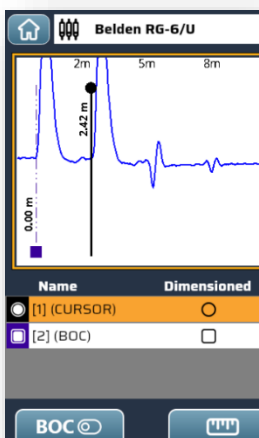 Belden RG-6/U
2m 5m 8m
2.42 m
0.00 m
Name Dimensioned
[1] (CURSOR)
[2] (BOC)
BOC